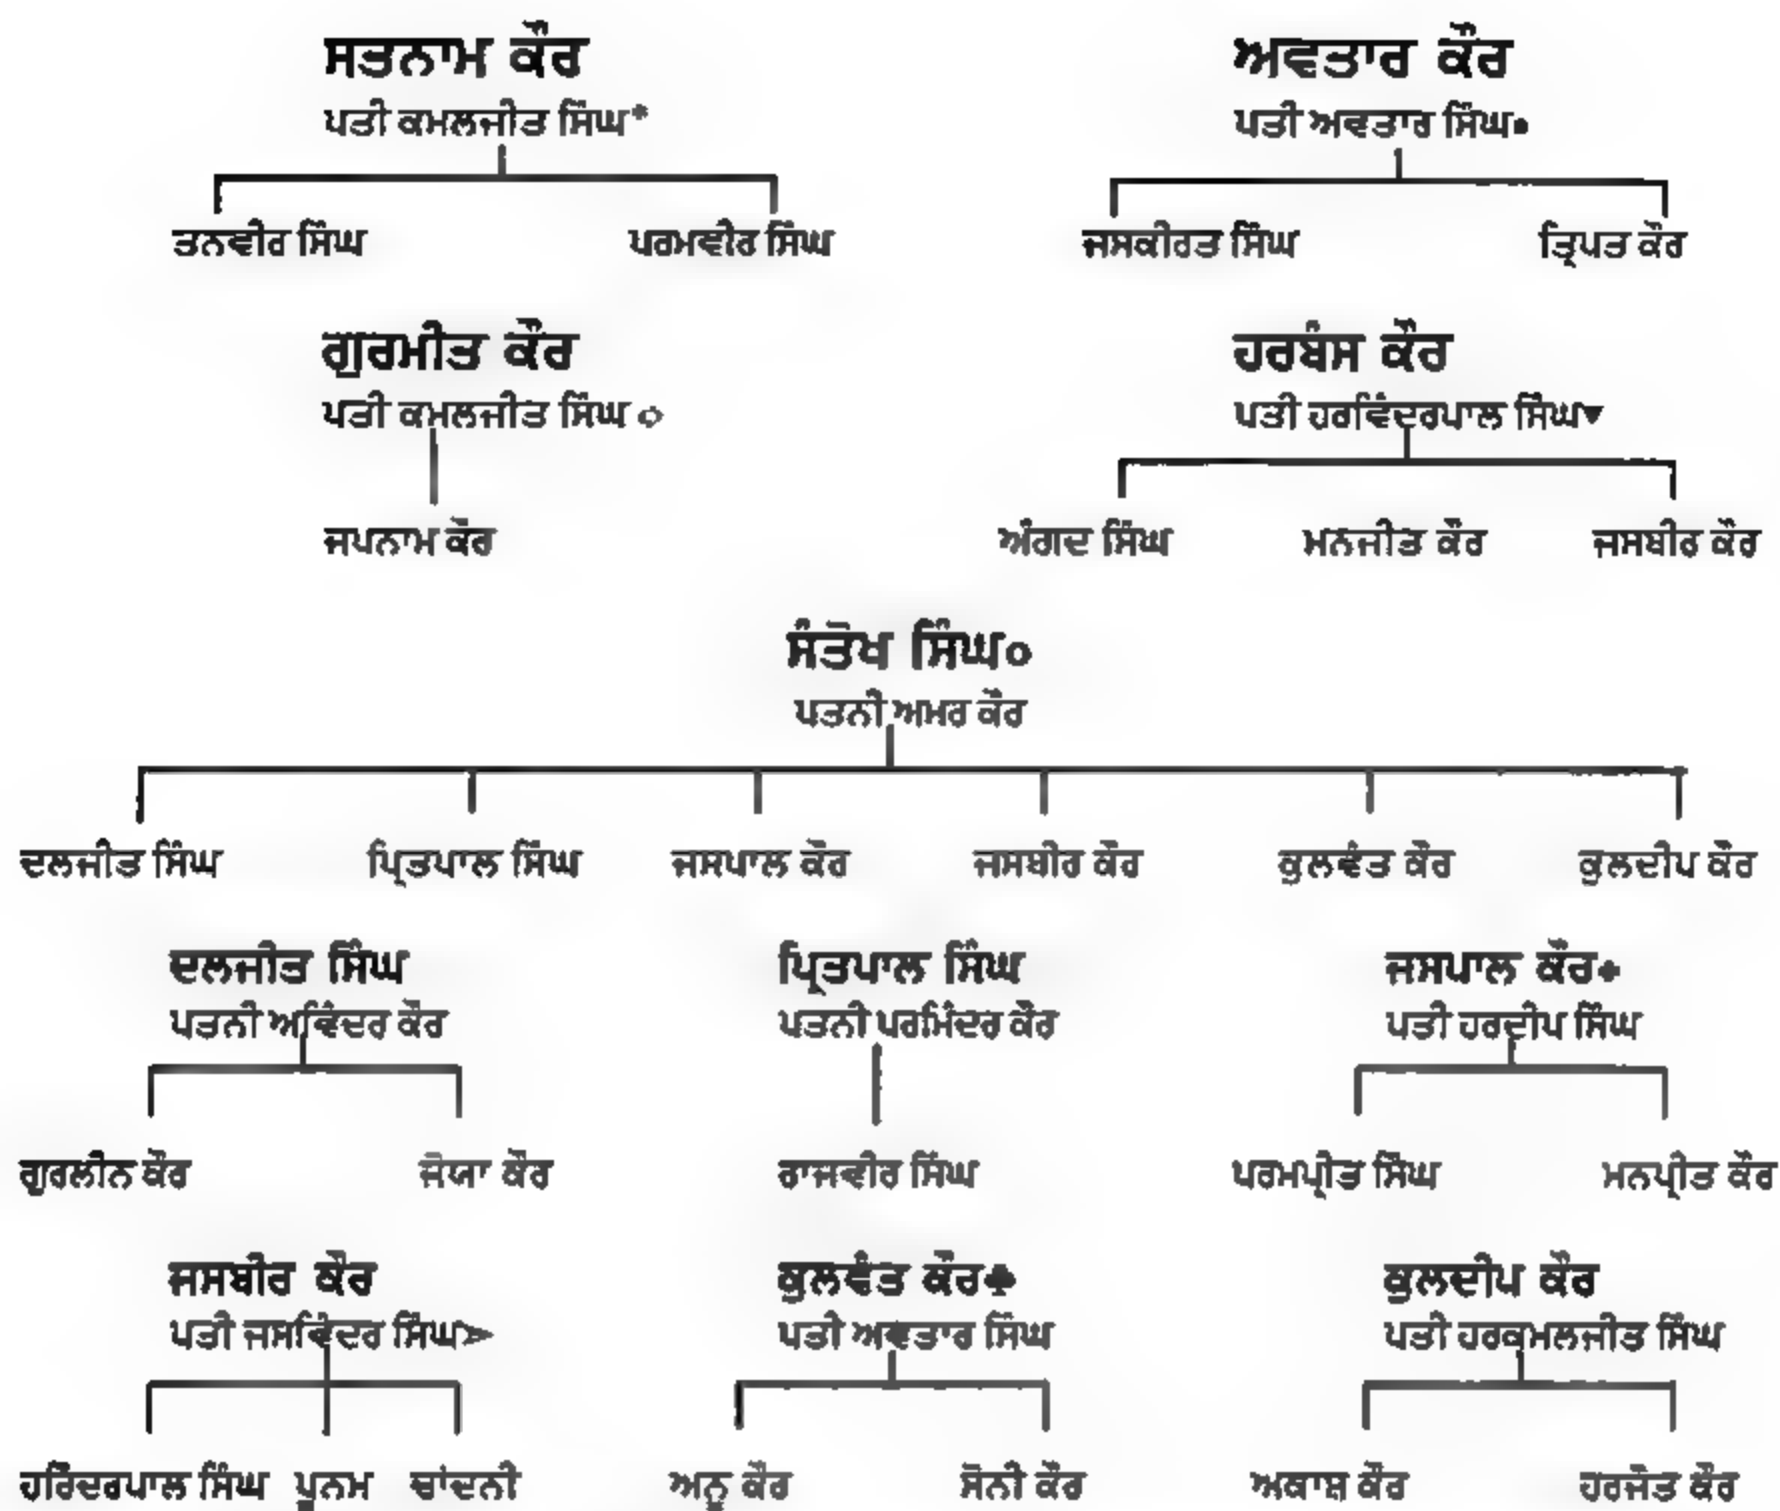 ਸਤਨਾਮ ਕੌਰ ਅਵਤਾਰ ਕੌਰ
ਪਤੀ ਕਮਲਜੀਤ ਸਿੰਘ* ਪਤੀ ਅਵਤਾਰ ਸਿੰਘ•
ਤਨਵੀਰ ਸਿੰਘ ਪਰਮਵੀਰ ਸਿੰਘ ਜਸਕੀਰਤ ਸਿੰਘ ਤ੍ਰਿਪਤ ਕੌਰ
ਗੁਰਮੀਤ ਕੌਰ ਹਰਬੰਸ ਕੌਰ
ਪਤੀ ਕਮਲਜੀਤ ਸਿੰਘ ਪਤੀ ਹਰਵਿੰਦਰਪਾਲ ਸਿੰਘ▼
ਜਪਨਾਮ ਕੌਰ ਅੰਗਦ ਸਿੰਘ ਮਨਜੀਤ ਕੌਰ ਜਸਬੀਰ ਕੌਰ
ਸੰਤੋਖ ਸਿੰਘ੦
ਪਤਨੀ ਅਮਰ ਕੌਰ
ਦਲਜੀਤ ਸਿੰਘ ਪ੍ਰਿਤਪਾਲ ਸਿੰਘ ਜਸਪਾਲ ਕੌਰ ਜਸਬੀਰ ਕੌਰ ਕੁਲਵੰਤ ਕੌਰ ਕੁਲਦੀਪ ਕੌਰ
ਦਲਜੀਤ ਸਿੰਘ ਪ੍ਰਿਤਪਾਲ ਸਿੰਘ ਜਸਪਾਲ ਕੌਰ◆
ਪਤਨੀ ਅਵਿੰਦਰ ਕੌਰ ਪਤਨੀ ਪਰਮਿੰਦਰ ਕੌਰ ਪਤੀ ਹਰਦੀਪ ਸਿੰਘ
ਗੁਰਲੀਨ ਕੌਰ ਜੋਯਾ ਕੌਰ ਰਾਜਵੀਰ ਸਿੰਘ ਪਰਮਪ੍ਰੀਤ ਸਿੰਘ ਮਨਪ੍ਰੀਤ ਕੌਰ
ਜਸਬੀਰ ਕੌਰ ਕੁਲਵੰਤ ਕੌਰ♣ ਕੁਲਦੀਪ ਕੌਰ
ਪਤੀ ਜਸਵਿੰਦਰ ਸਿੰਘ➤ ਪਤੀ ਅਵਤਾਰ ਸਿੰਘ ਪਤੀ ਹਰਕਮਲਜੀਤ ਸਿੰਘ
ਹਰਿੰਦਰਪਾਲ ਸਿੰਘ ਪੂਨਮ ਚਾਂਦਨੀ ਅਨੂ ਕੌਰ ਸੋਨੀ ਕੌਰ ਅਕਾਸ਼ ਕੌਰ ਹਰਜੋਤ ਕੌਰ